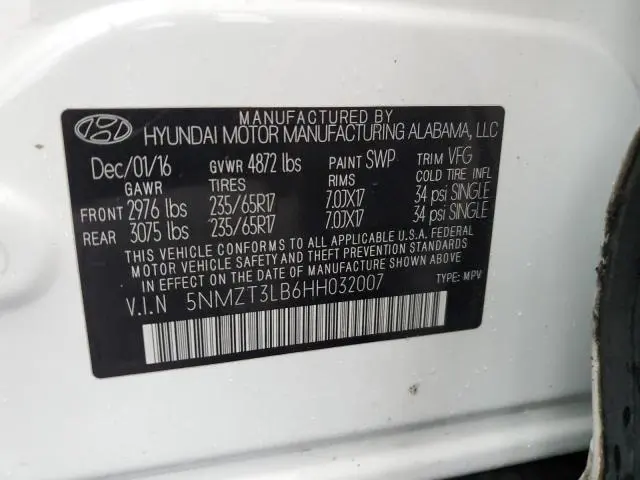 MANUFACTURED BY
HYUNDAI MOTOR MANUFACTURING ALABAMA, LLC
Dec/01/16 GVWR 4872 lbs PAINT SWP TRIM VFG
GAWR TIRES RIMS COLD TIRE INFL
FRONT 2976 lbs 235/65R17 7.0JX17 34 psi SINGLE
REAR 3075 lbs 235/65R17 7.0JX17 34 psi SINGLE
THIS VEHICLE CONFORMS TO ALL APPLICABLE U.S.A. FEDERAL
MOTOR VEHICLE SAFETY AND THEFT PREVENTION STANDARDS
IN EFFECT ON THE DATE OF MANUFACTURE SHOWN ABOVE.
V.I.N 5NMZT3LB6HH032007 TYPE: MPV